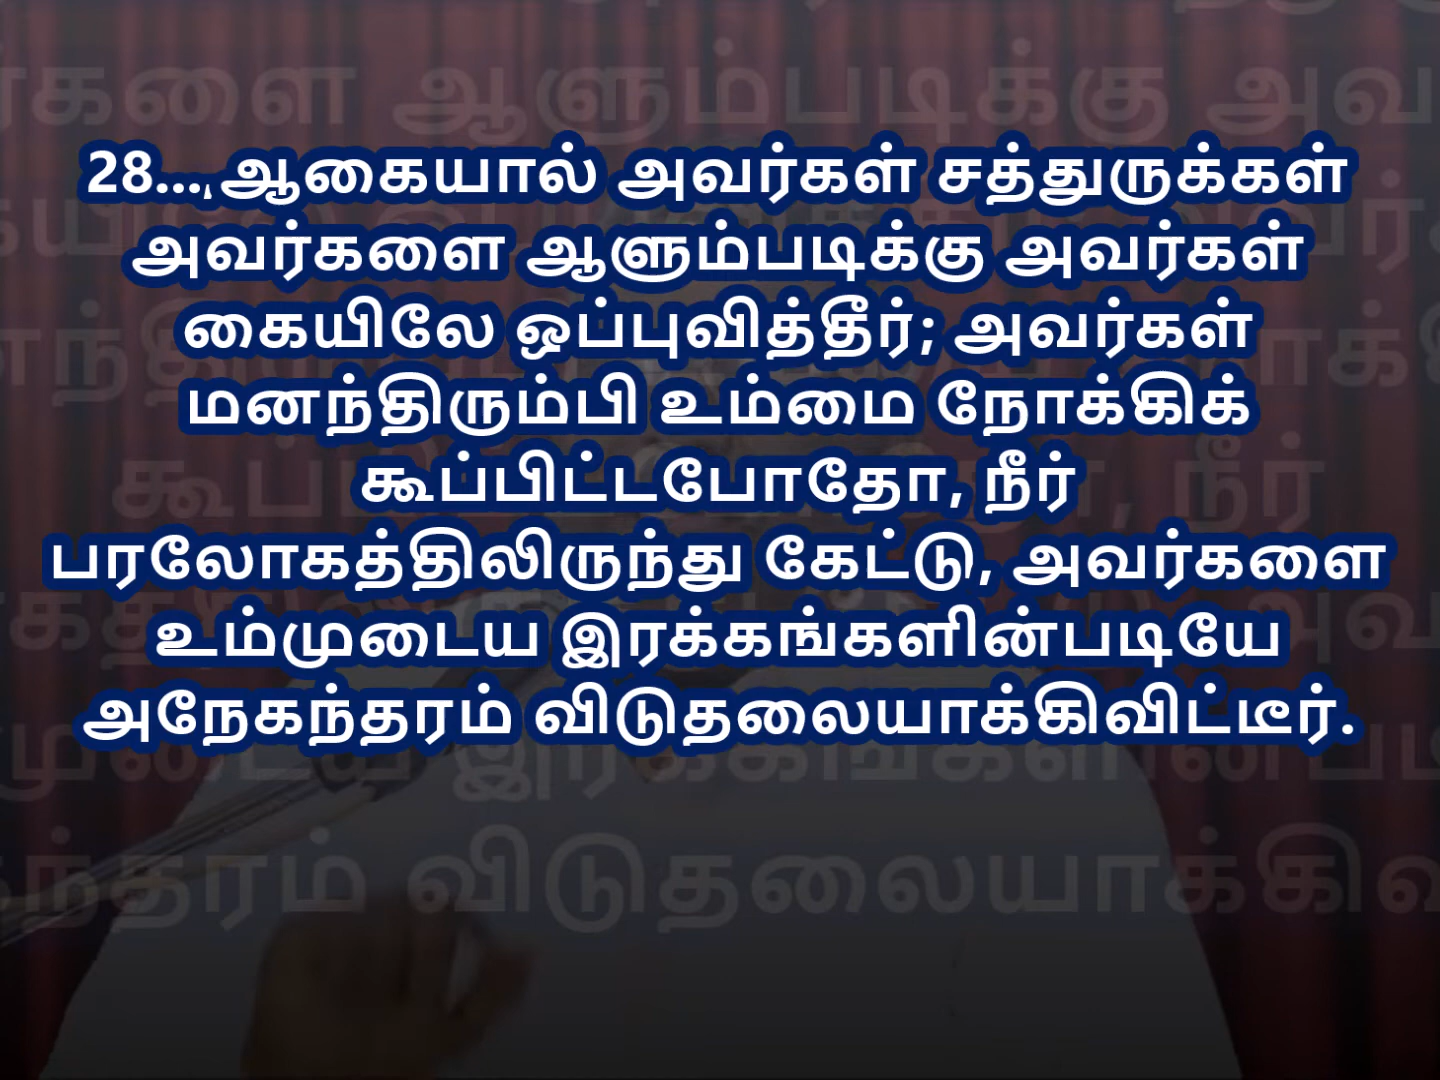 28...,ஆகையால் அவர்கள் சத்துருக்கள்
அவர்களை ஆளும்படிக்கு அவர்கள்
கையிலே ஒப்புவித்தீர்; அவர்கள்
மனந்திரும்பி உம்மை நோக்கிக்
கூப்பிட்டபோதோ, நீர்
பரலோகத்திலிருந்து கேட்டு, அவர்களை
உம்முடைய இரக்கங்களின்படியே
அநேகந்தரம் விடுதலையாக்கிவிட்டீர்.